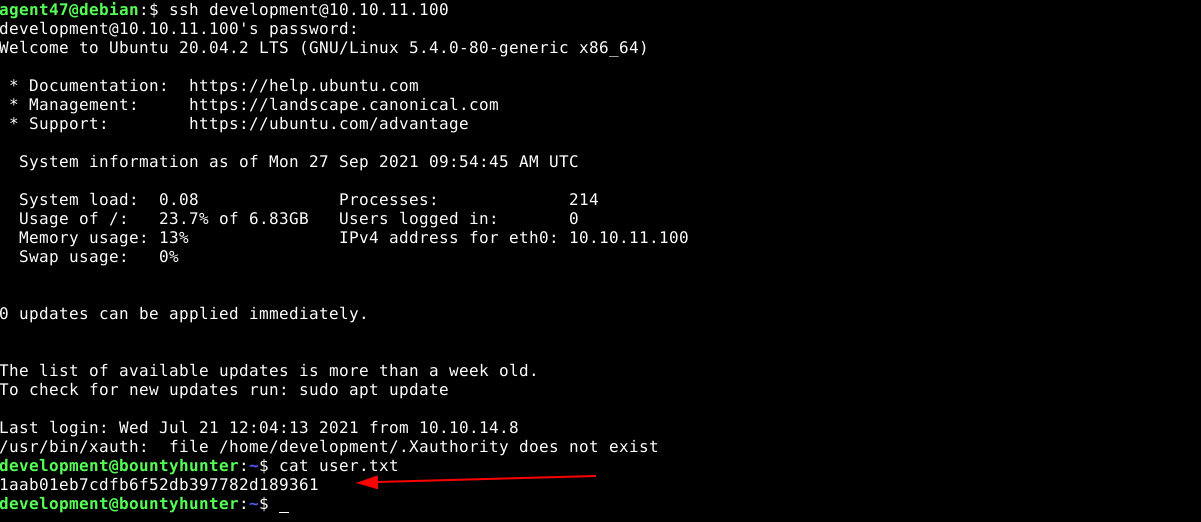 agent47@debian:$ ssh development@10.10.11.100
development@10.10.11.100's password:
Welcome to Ubuntu 20.04.2 LTS (GNU/Linux 5.4.0-80-generic x86_64)
* Documentation:  https://help.ubuntu.com
* Management:     https://landscape.canonical.com
* Support:        https://ubuntu.com/advantage
System information as of Mon 27 Sep 2021 09:54:45 AM UTC
System load:  0.08              Processes:             214
Usage of /:   23.7% of 6.83GB   Users logged in:       0
Memory usage: 13%               IPv4 address for eth0: 10.10.11.100
Swap usage:   0%
0 updates can be applied immediately.
The list of available updates is more than a week old.
To check for new updates run: sudo apt update
Last login: Wed Jul 21 12:04:13 2021 from 10.10.14.8
/usr/bin/xauth:  file /home/development/.Xauthority does not exist
development@bountyhunter:~$ cat user.txt
1aab01eb7cdfb6f52db397782d189361
development@bountyhunter:~$ _